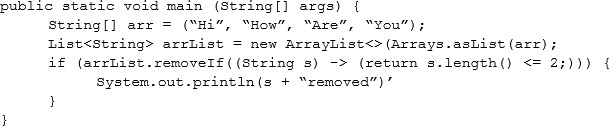 public static void main (String[] args) {
String[] arr = (“Hi”, “How”, “Are”, “You”);
List<String> arrList = new ArrayList<>(Arrays.asList(arr);
if (arrList.removeIf((String s) -> (return s.length() <= 2;))) {
System.out.println(s + “removed”)’
}
}